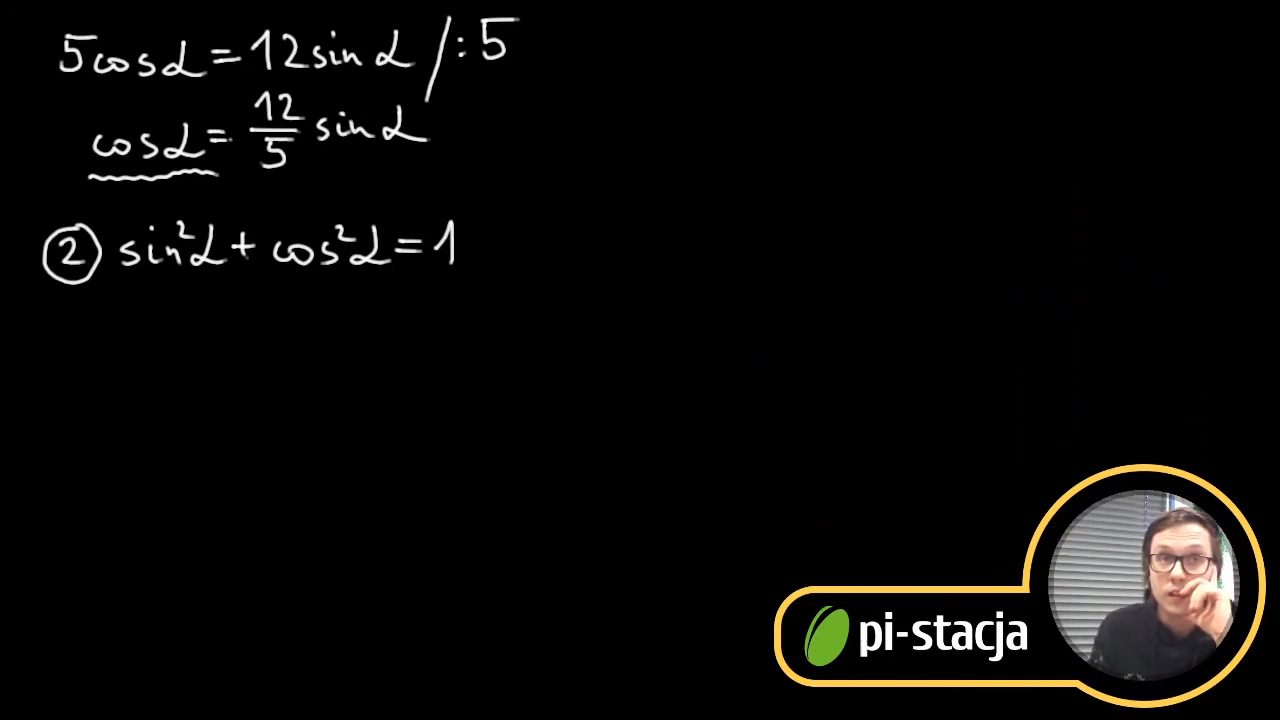 5cosα = 12sinα /:5
cosα = 12/5 sinα
② sin²α + cos²α = 1
pi-stacja